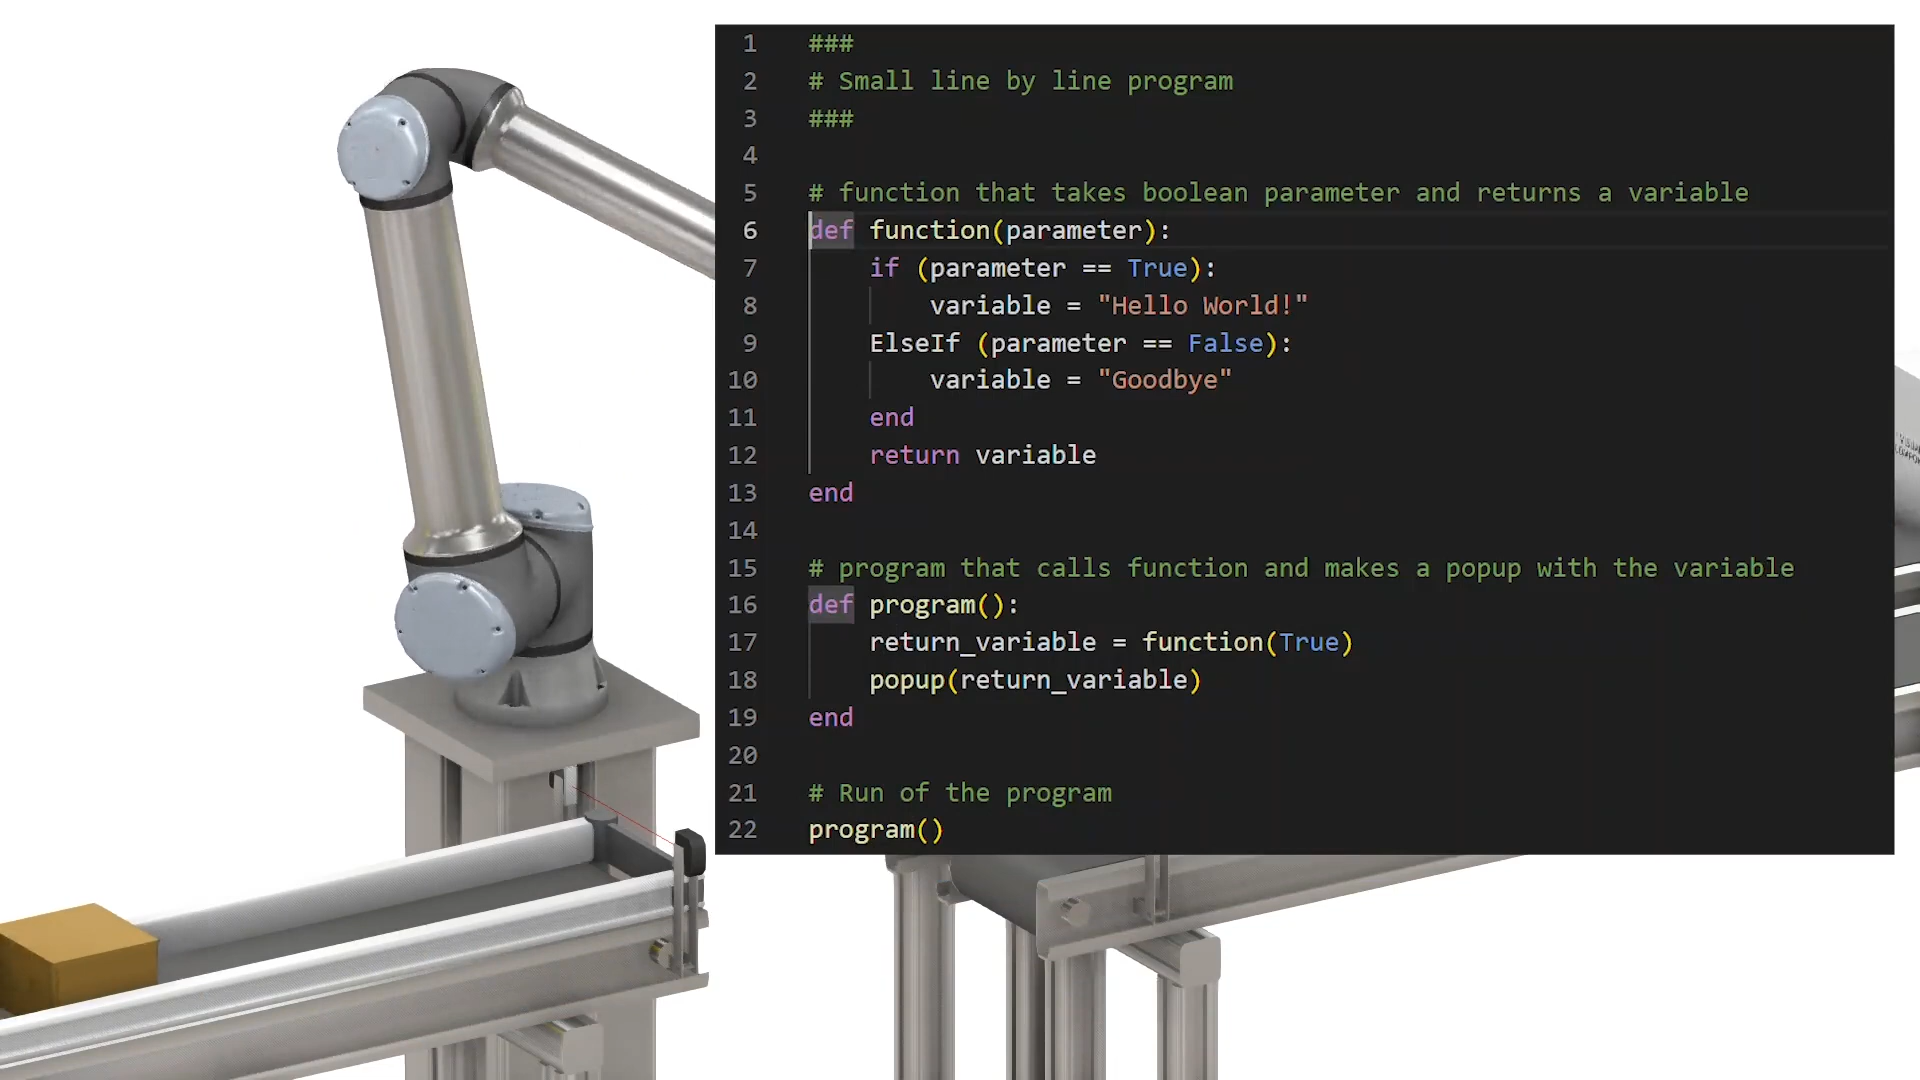 1 ###
2 # Small line by line program
3 ###
4
5 # function that takes boolean parameter and returns a variable
6 def function(parameter):
7     if (parameter == True):
8         variable = "Hello World!"
9     ElseIf (parameter == False):
10         variable = "Goodbye"
11     end
12     return variable
13 end
14
15 # program that calls function and makes a popup with the variable
16 def program():
17     return_variable = function(True)
18     popup(return_variable)
19 end
20
21 # Run of the program
22 program()